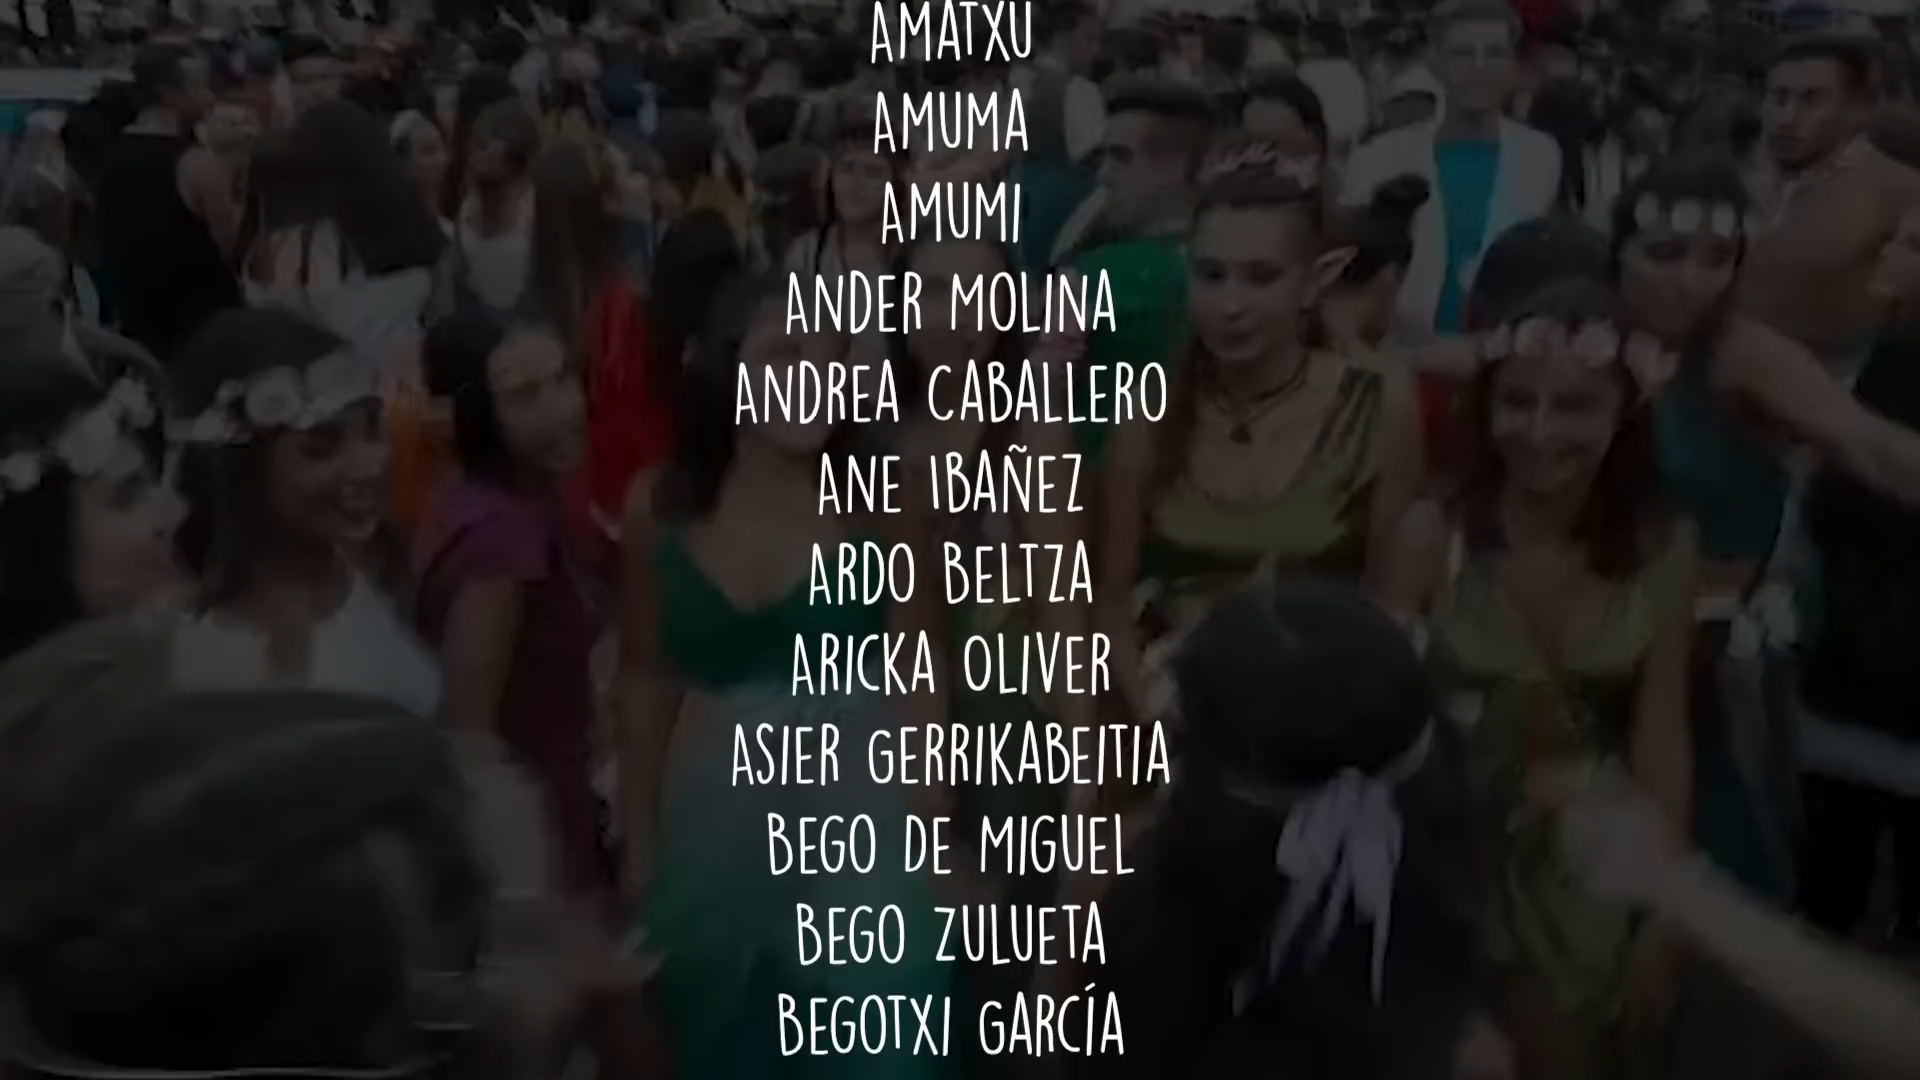 AMATXU
AMUMA
AMUMI
ANDER MOLINA
ANDREA CABALLERO
ANE IBAÑEZ
ARDO BELTZA
ARICKA OLIVER
ASIER GERRIKABEITIA
BEGO DE MIGUEL
BEGO ZULUETA
BEGOTXI GARCÍA